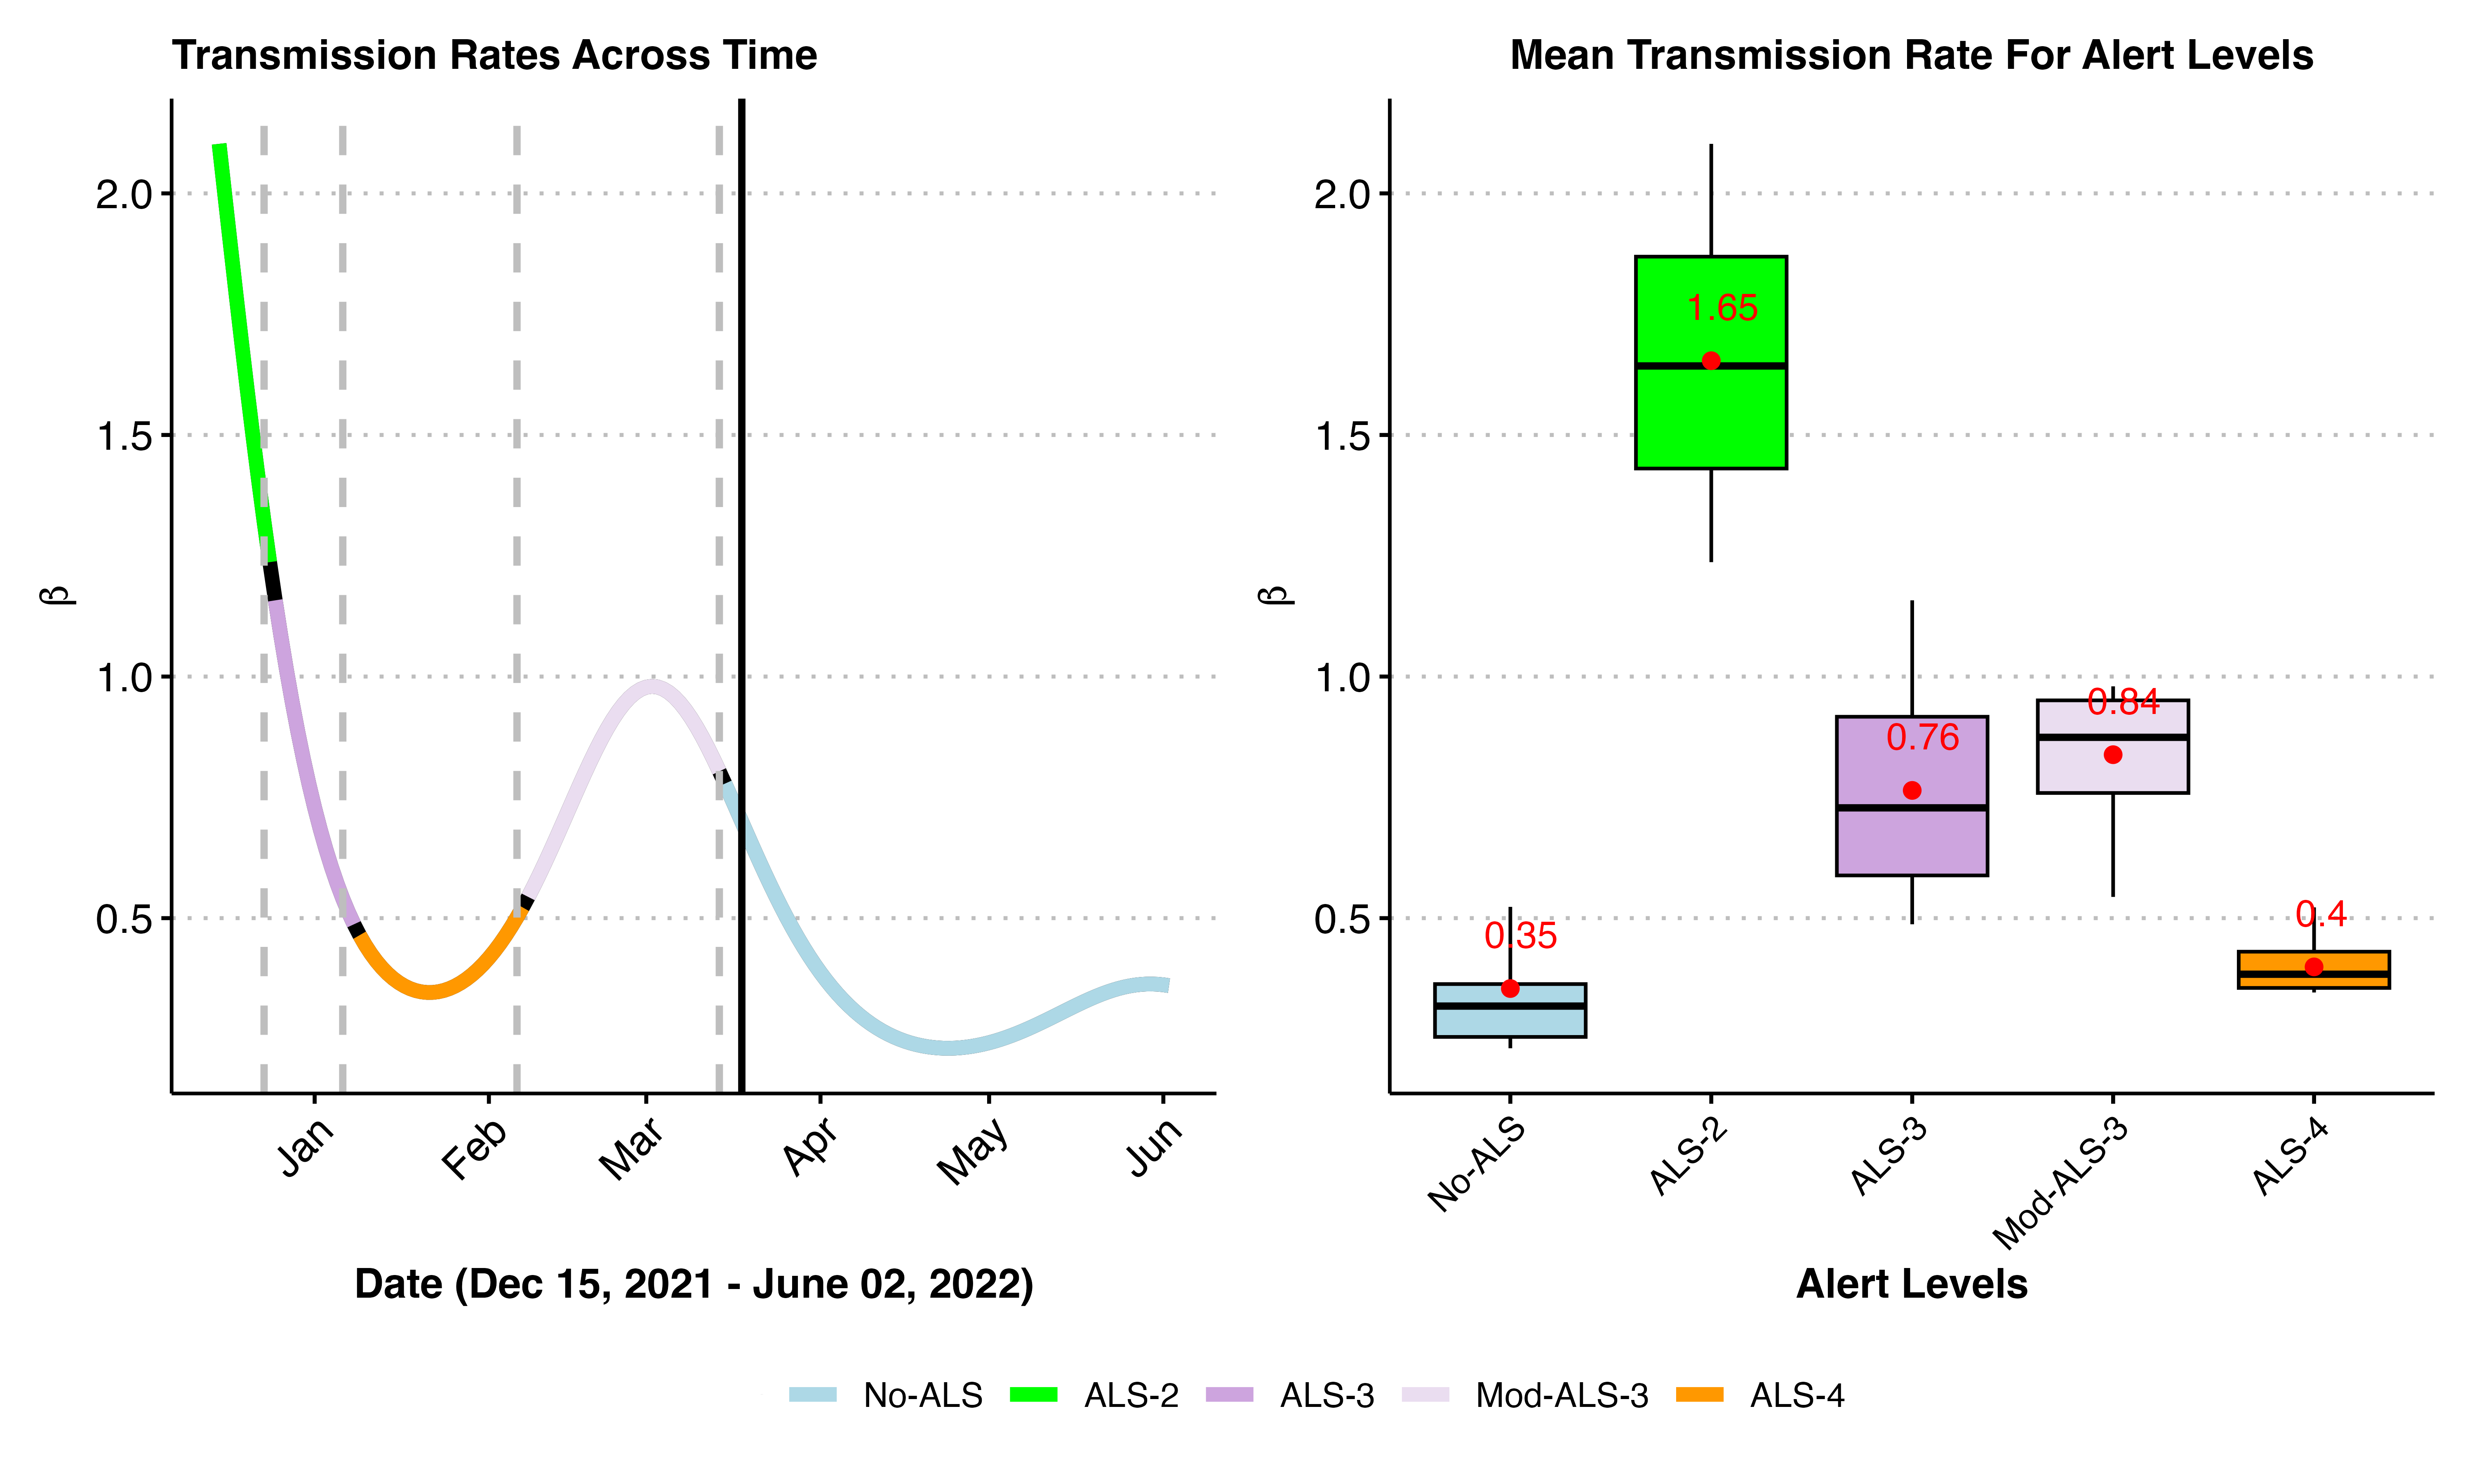 Transmission Rates Across Time
2.0
1.5
1.0
0.5
β
Jan
Feb
Mar
Apr
May
Jun
Date (Dec 15, 2021 - June 02, 2022)
Mean Transmission Rate For Alert Levels
2.0
1.5
1.0
0.5
β
1.65
0.76
0.84
0.35
0.4
No-ALS
ALS-2
ALS-3
Mod-ALS-3
ALS-4
Alert Levels
No-ALS ALS-2 ALS-3 Mod-ALS-3 ALS-4